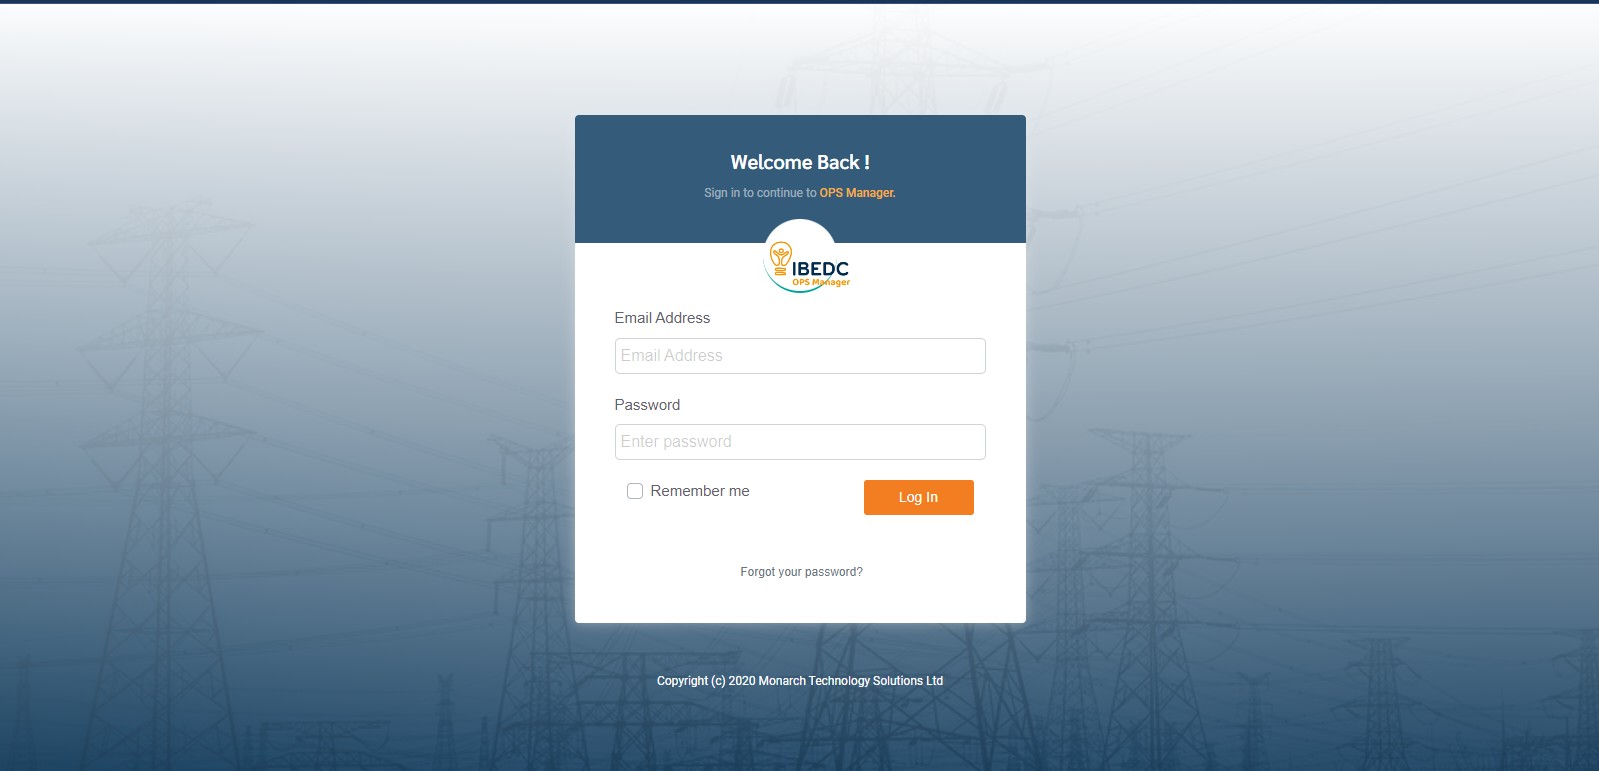 Welcome Back !
Sign in to continue to OPS Manager.
IBEDC
OPS Manager
Email Address
Email Address
Password
Enter password
Remember me
Log In
Forgot your password?
Copyright (c) 2020 Monarch Technology Solutions Ltd